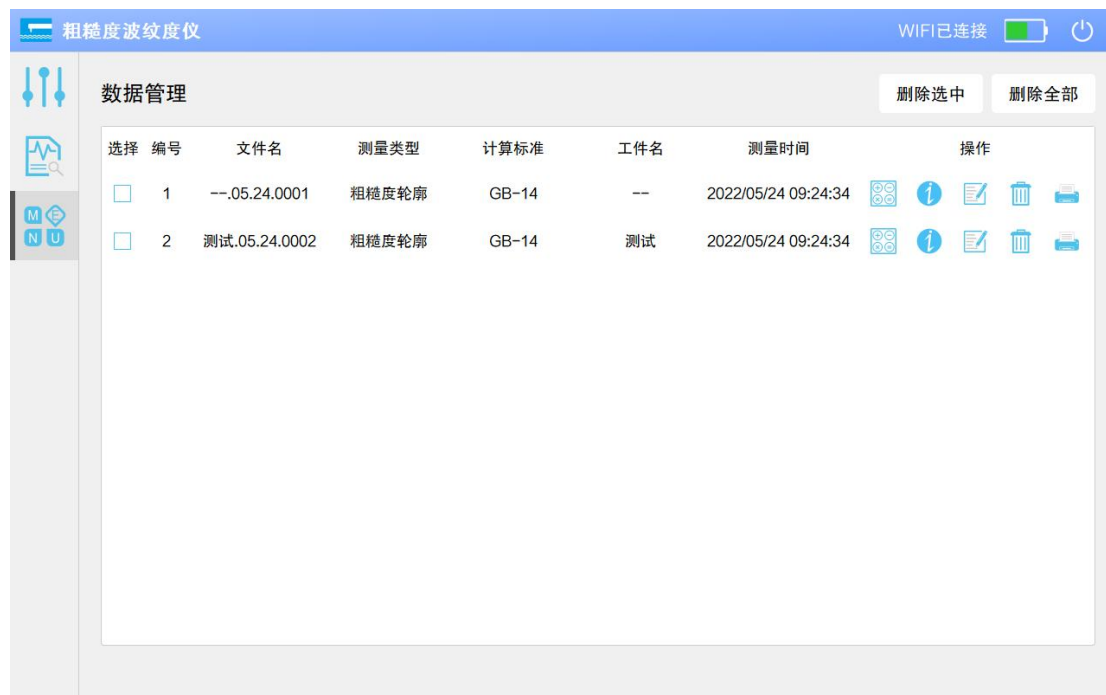 粗糙度波纹度仪 WIFI已连接
数据管理 删除选中 删除全部
选择 编号 文件名 测量类型 计算标准 工件名 测量时间 操作
1 --.05.24.0001 粗糙度轮廓 GB-14 -- 2022/05/24 09:24:34
2 测试.05.24.0002 粗糙度轮廓 GB-14 测试 2022/05/24 09:24:34
M E
N U